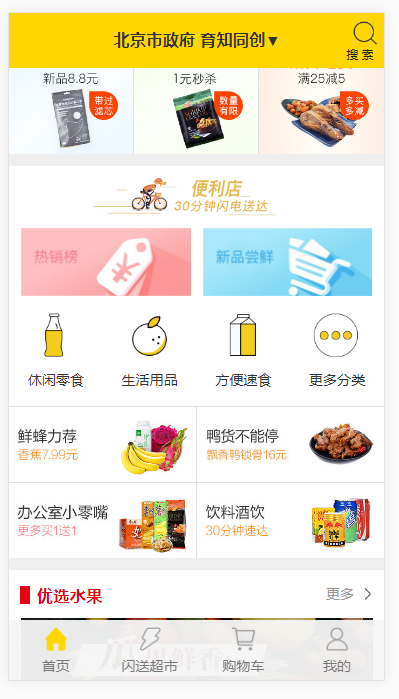 北京市政府 育知同创▼
搜 索
新品8.8元
1元秒杀
满25减5
带过
滤芯
数量
有限
多买
多减
便利店
30分钟闪电送达
热销榜
新品尝鲜
休闲零食
生活用品
方便速食
更多分类
鲜蜂力荐
香蕉7.99元
鸭货不能停
飘香鸭锁骨16元
办公室小零嘴
更多买1送1
饮料酒饮
30分钟速达
优选水果
更多
首页
闪送超市
购物车
我的